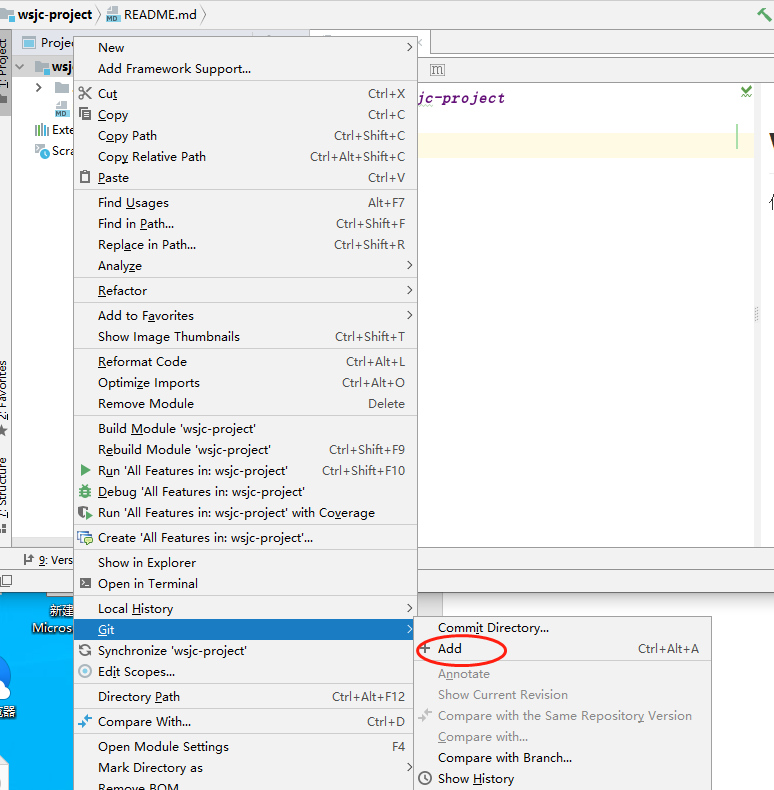 wsjc-project README.md
1: Project
Proje
wsj
Exte
Scra
New
Add Framework Support...
jc-project
Cut Ctrl+X
Copy Ctrl+C
Copy Path Ctrl+Shift+C
Copy Relative Path Ctrl+Alt+Shift+C
Paste Ctrl+V
Find Usages Alt+F7
Find in Path... Ctrl+Shift+F
Replace in Path... Ctrl+Shift+R
Analyze
Refactor
Add to Favorites
Show Image Thumbnails Ctrl+Shift+T
Reformat Code Ctrl+Alt+L
Optimize Imports Ctrl+Alt+O
Remove Module Delete
2: Favorites
Build Module 'wsjc-project'
Rebuild Module 'wsjc-project' Ctrl+Shift+F9
Run 'All Features in: wsjc-project' Ctrl+Shift+F10
Debug 'All Features in: wsjc-project'
Run 'All Features in: wsjc-project' with Coverage
7: Structure
Create 'All Features in: wsjc-project'...
Show in Explorer
9: Vers
Open in Terminal
Local History
新建
Micros
Git
Synchronize 'wsjc-project'
Edit Scopes...
Directory Path Ctrl+Alt+F12
Compare With... Ctrl+D
Open Module Settings F4
Mark Directory as
Remove BOM
Commit Directory...
Add Ctrl+Alt+A
Annotate
Show Current Revision
Compare with the Same Repository Version
Compare with...
Compare with Branch...
Show History